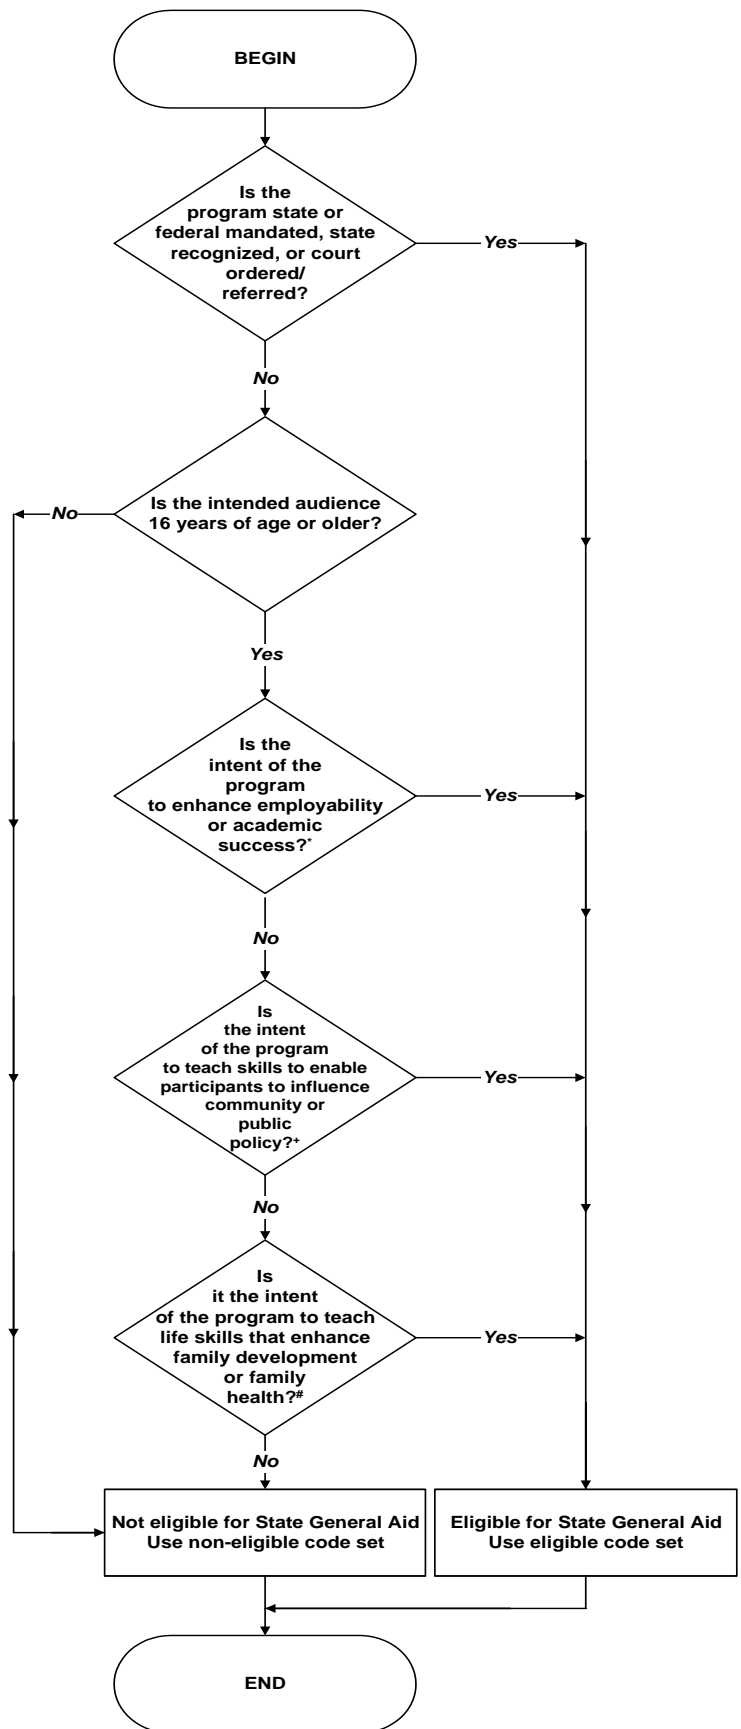 BEGIN
Is the
program state or
federal mandated, state
recognized, or court
ordered/
referred?
Yes
No
Is the intended audience
16 years of age or older?
No
Yes
Is the
intent of the
program
to enhance employability
or academic
success?*
Yes
No
Is
the intent
of the program
to teach skills to enable
participants to influence
community or
public
policy?+
Yes
No
Is
it the intent
of the program to teach
life skills that enhance
family development
or family
health?#
Yes
No
Not eligible for State General Aid
Use non-eligible code set
Eligible for State General Aid
Use eligible code set
END